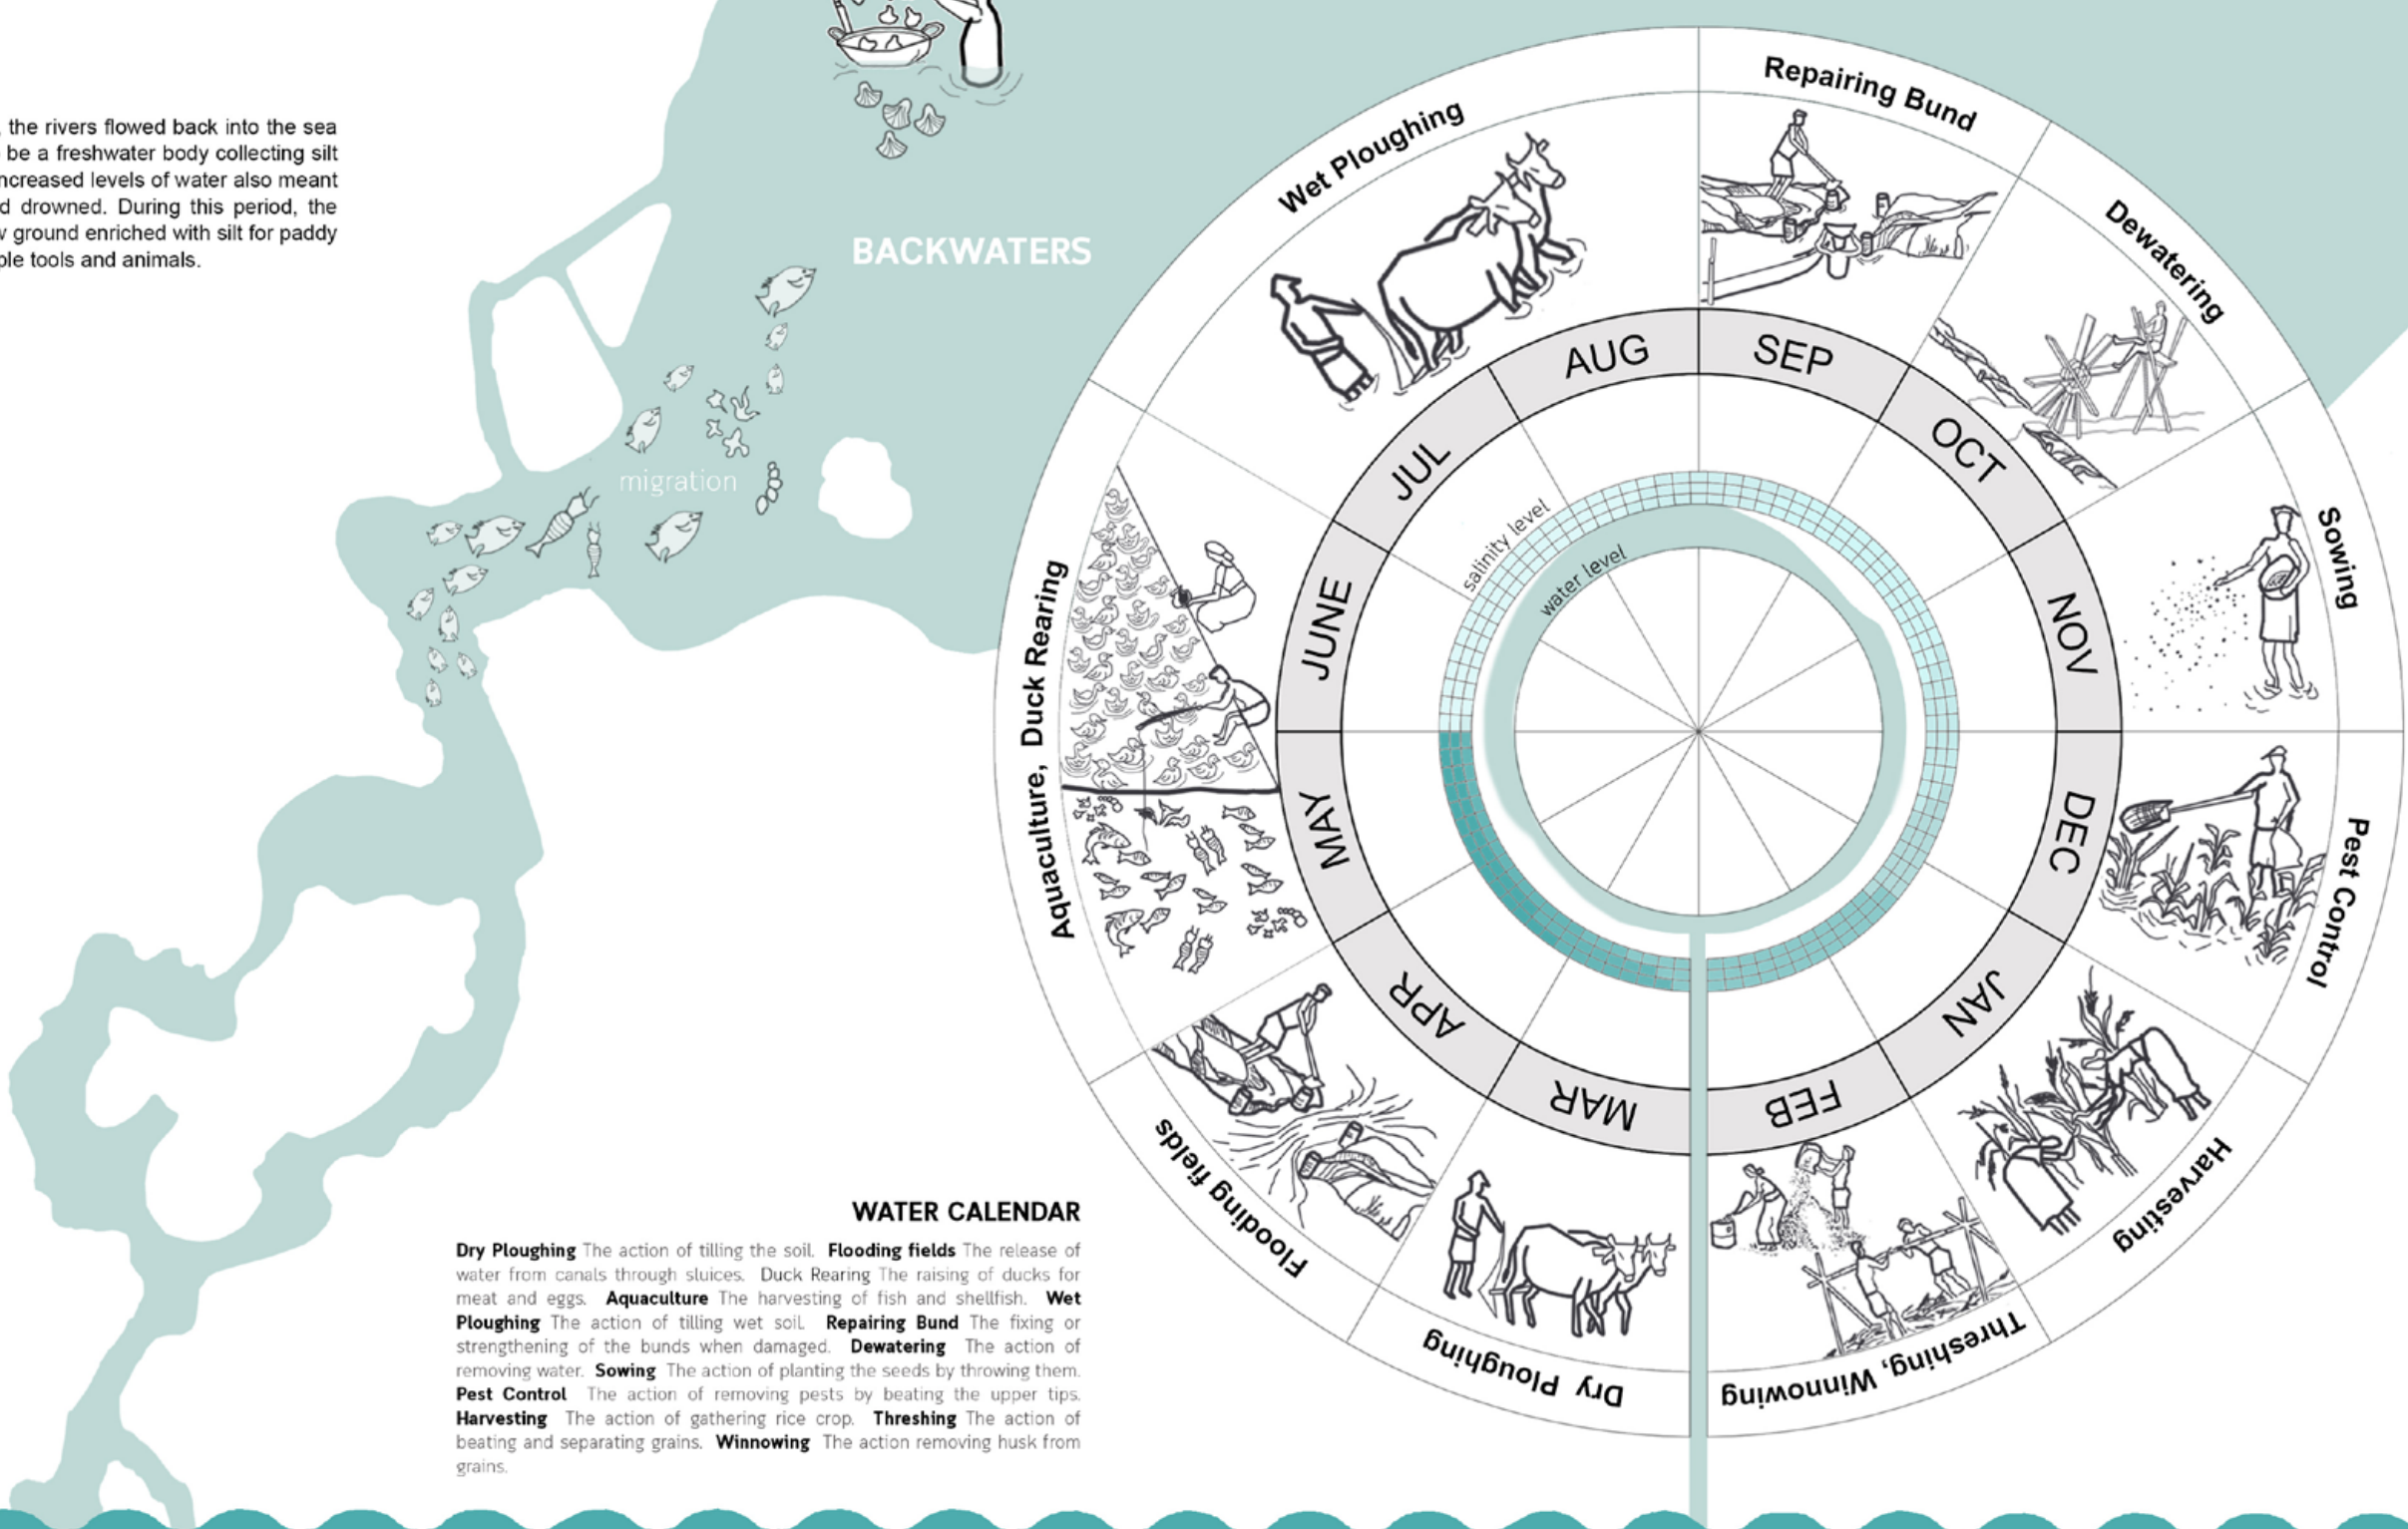 , the rivers flowed back into the sea
be a freshwater body collecting silt
ncreased levels of water also meant
d drowned. During this period, the
ground enriched with silt for paddy
ple tools and animals.
BACKWATERS
migration
Wet Ploughing
Repairing Bund
Dewatering
Sowing
Pest Control
Harvesting
Threshing, Winnowing
Dry Ploughing
Flooding fields
Aquaculture, Duck Rearing
AUG
SEP
OCT
NOV
DEC
JAN
FEB
MAR
APR
MAY
JUNE
JUL
salinity level
water level
WATER CALENDAR
Dry Ploughing The action of tilling the soil. Flooding fields The release of
water from canals through sluices. Duck Rearing The raising of ducks for
meat and eggs. Aquaculture The harvesting of fish and shellfish. Wet
Ploughing The action of tilling wet soil. Repairing Bund The fixing or
strengthening of the bunds when damaged. Dewatering The action of
removing water. Sowing The action of planting the seeds by throwing them.
Pest Control The action of removing pests by beating the upper tips.
Harvesting The action of gathering rice crop. Threshing The action of
beating and separating grains. Winnowing The action removing husk from
grains.